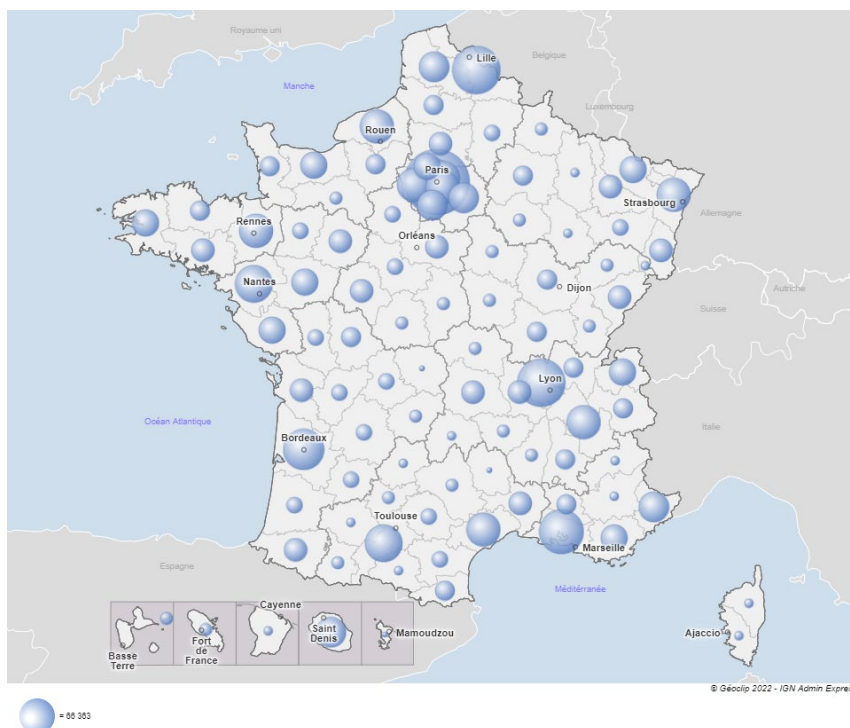 Royaume uni
Belgique
Lille
Manche
Luxembourg
Rouen
Paris
Strasbourg
Allemagne
Rennes
Orléans
Autriche
Nantes
Dijon
Suisse
Lyon
Océan Atlantique
Italie
Bordeaux
Toulouse
Marseille
Espagne
Méditérranée
Cayenne
Saint
Denis
Mamoudzou
Fort
de
France
Basse
Terre
Ajaccio
© Géoclip 2022 - IGN Admin Expres
= 66 363